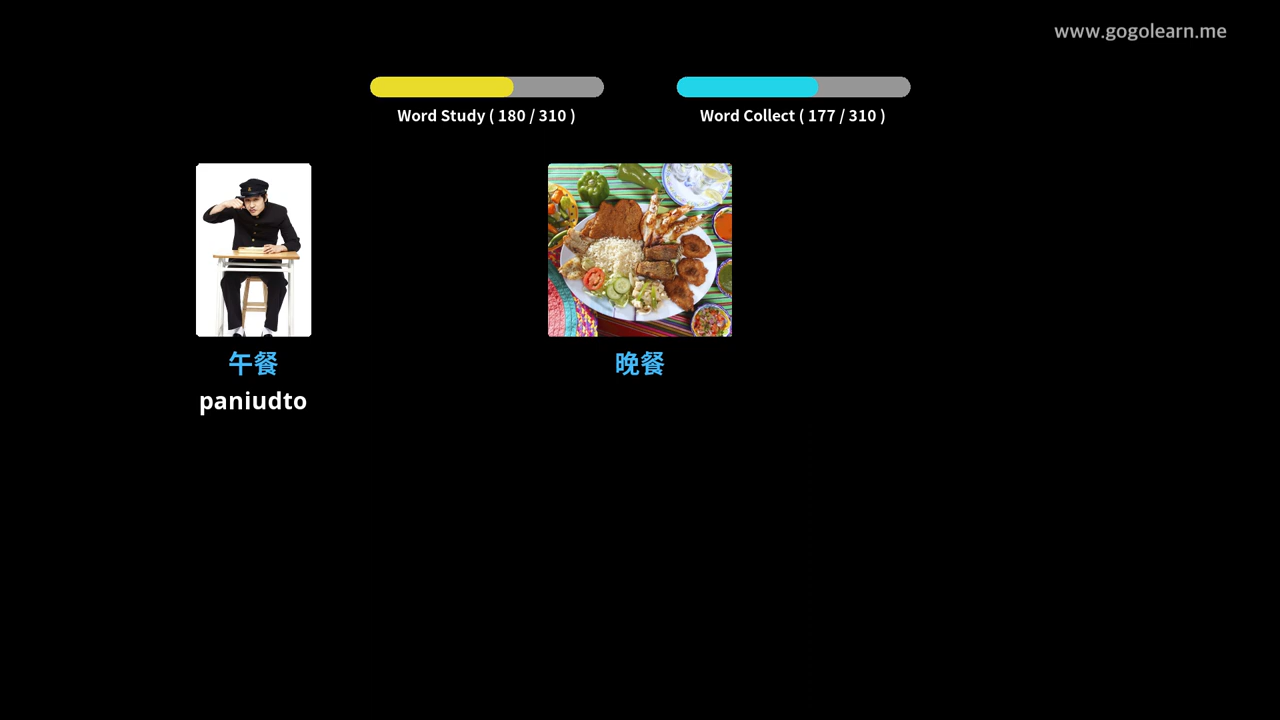 www.gogolearn.me
Word Study ( 180 / 310 )
Word Collect ( 177 / 310 )
午餐
晚餐
paniudto